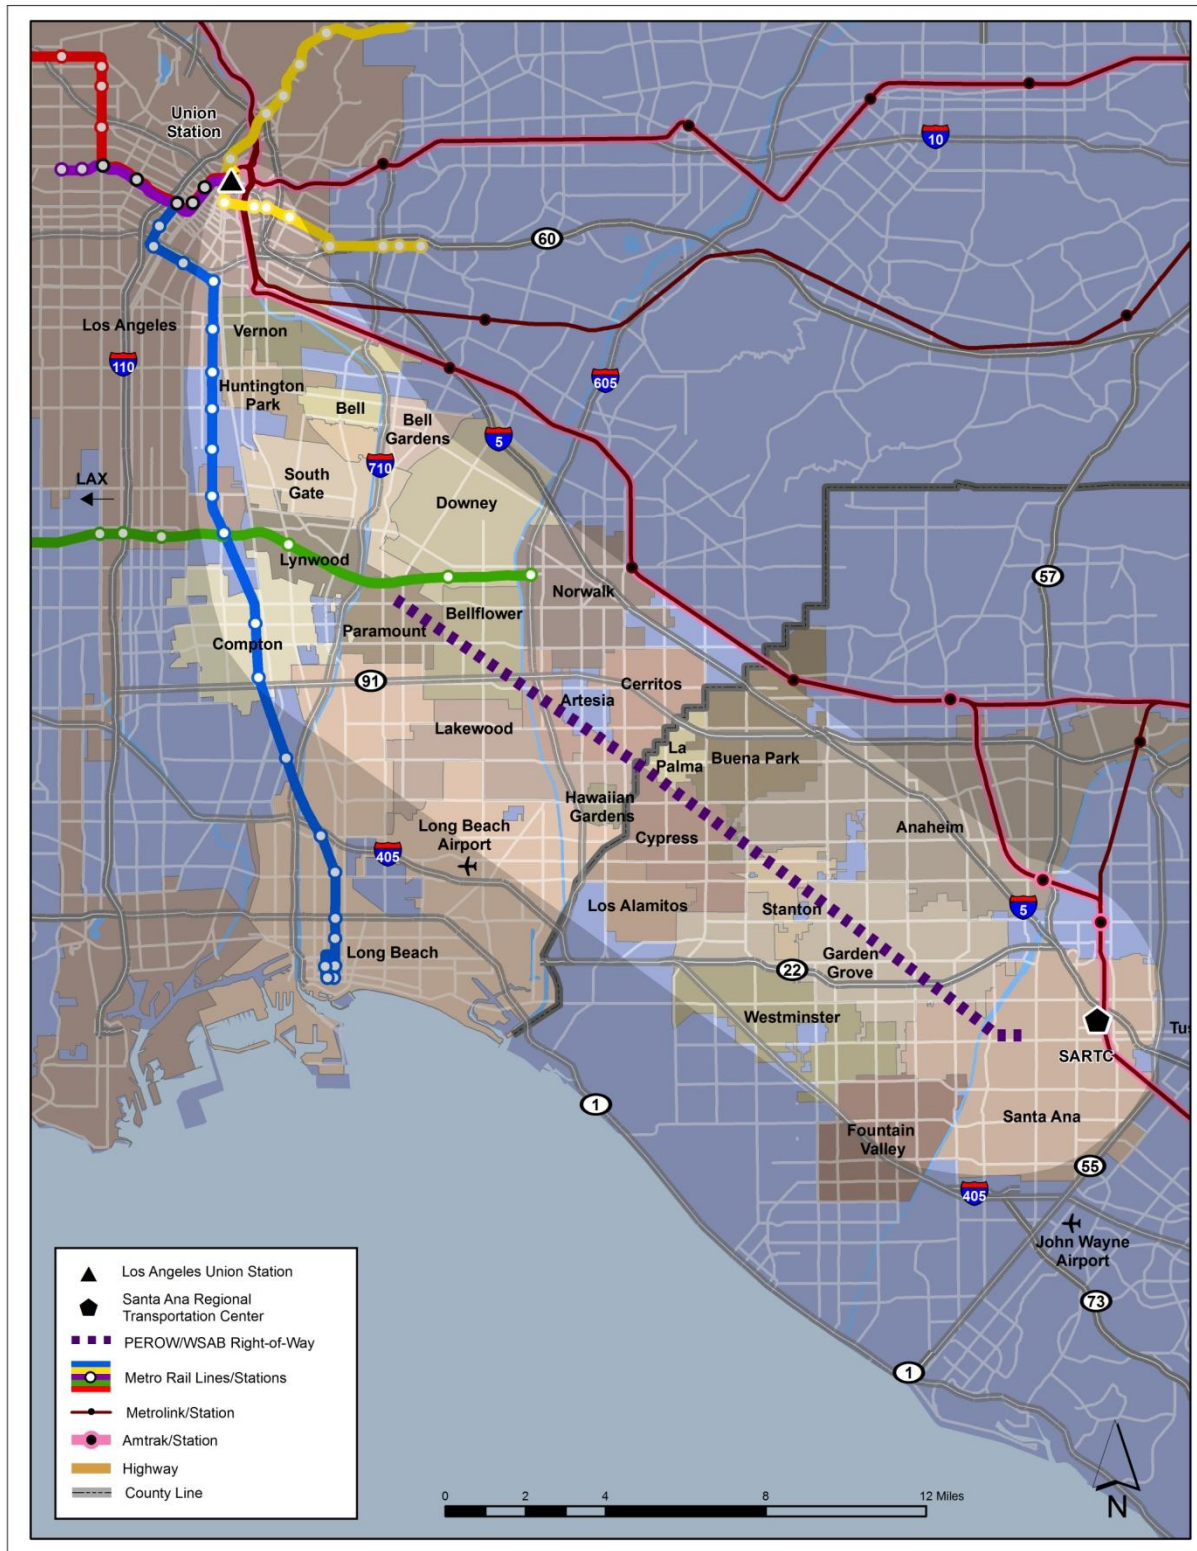 Union
Station
10
60
Los Angeles
Vernon
110
605
Huntington
Park
Bell
Bell
Gardens
5
710
LAX
South
Gate
Downey
Lynwood
57
Norwalk
Bellflower
Compton
Paramount
91
Cerritos
Artesia
Lakewood
La
Palma
Buena Park
Hawaiian
Gardens
Long Beach
Airport
405
Cypress
Anaheim
Los Alamitos
Stanton
5
Long Beach
Garden
Grove
22
Westminster
SARTC
Tus
1
Santa Ana
Fountain
Valley
55
405
John Wayne
Airport
73
1
Los Angeles Union Station
Santa Ana Regional
Transportation Center
PEROW/WSAB Right-of-Way
Metro Rail Lines/Stations
Metrolink/Station
Amtrak/Station
Highway
County Line
0 2 4 8 12 Miles
N